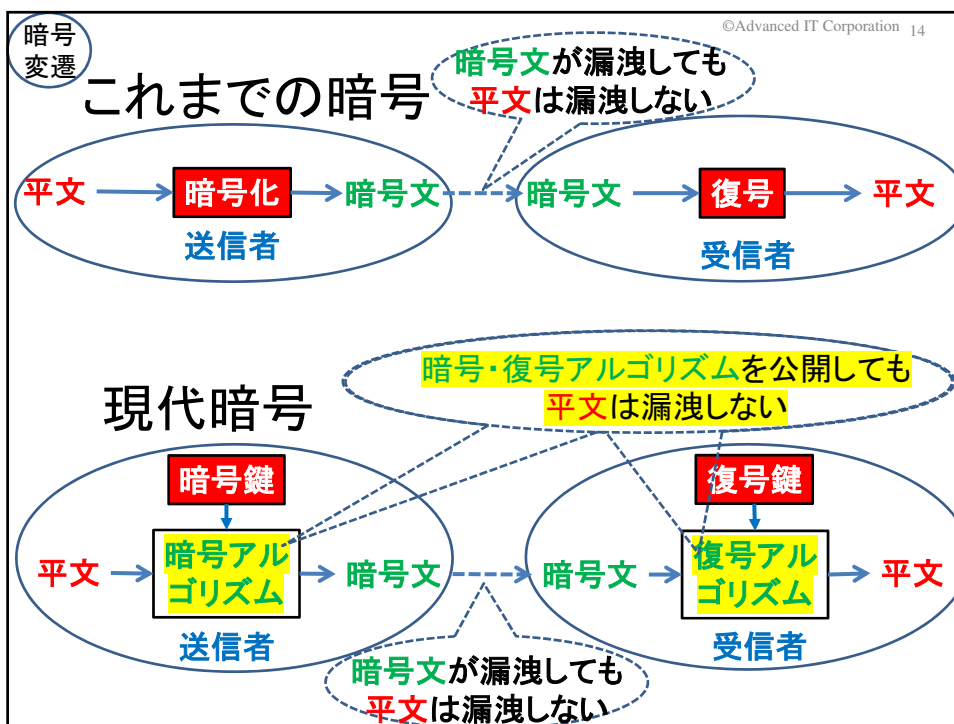 ©Advanced IT Corporation 14
暗号
変遷
これまでの暗号
暗号文が漏洩しても
平文は漏洩しない
平文 暗号化 暗号文 暗号文 復号 平文
送信者 受信者
暗号・復号アルゴリズムを公開しても
平文は漏洩しない
現代暗号
暗号鍵 復号鍵
平文 暗号アル 暗号文 暗号文 復号アル 平文
ゴリズム ゴリズム
送信者 受信者
暗号文が漏洩しても
平文は漏洩しない